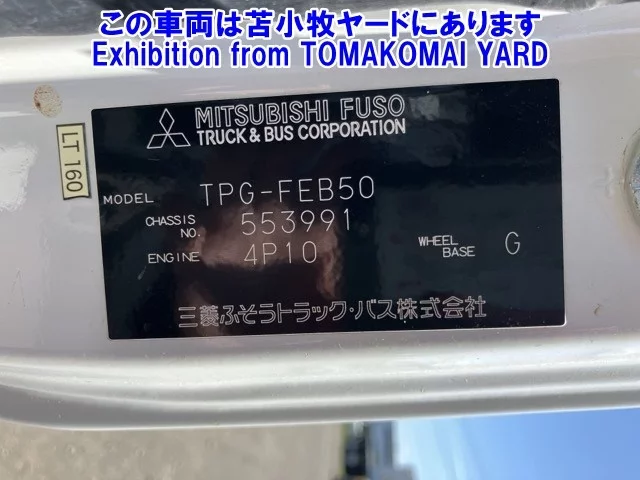 この車両は苫小牧ヤードにあります
Exhibition from TOMAKOMAI YARD
MITSUBISHI FUSO
TRUCK & BUS CORPORATION
LT 160
MODEL TPG-FEB50
CHASSIS NO. 553991
ENGINE 4P10
WHEEL BASE G
三菱ふそうトラック・バス株式会社